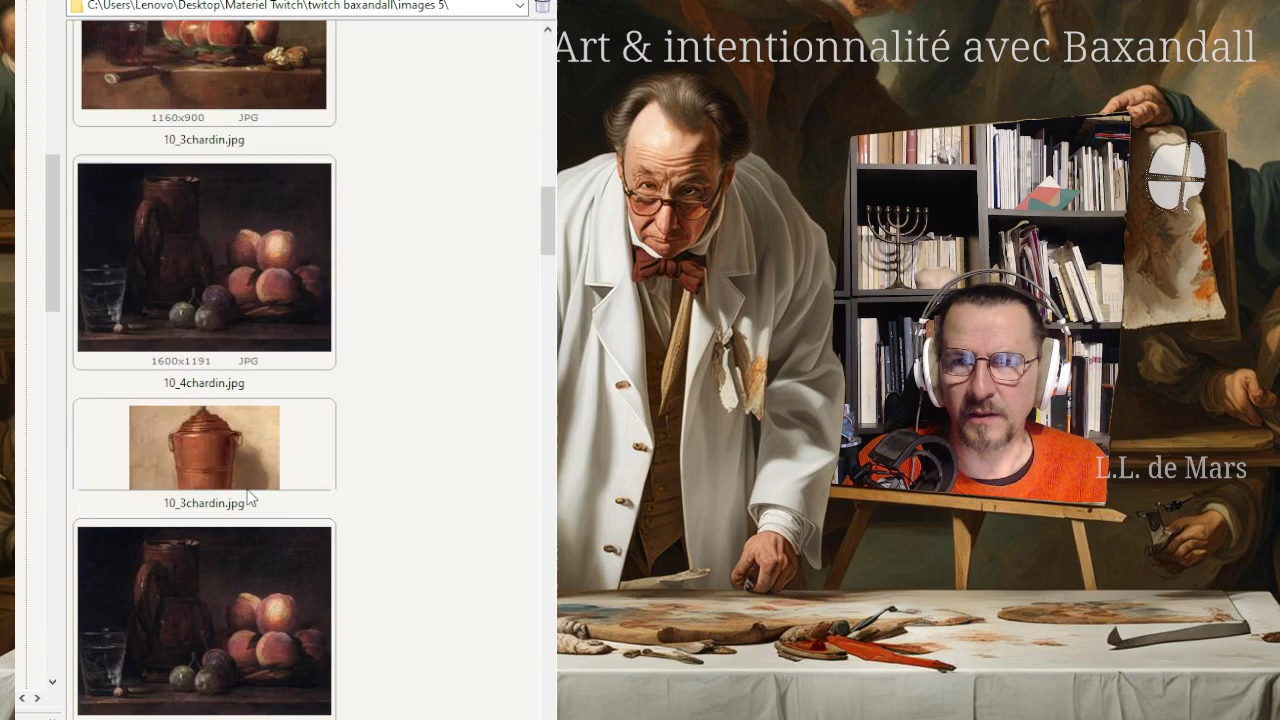 C:\Users\Lenovo\Desktop\Materiel Twitch\twitch baxandall\images 5\
Art & intentionnalité avec Baxandall
1160x900 JPG
10_3chardin.jpg
1600x1191 JPG
10_4chardin.jpg
L.L. de Mars
10_3chardin.jpg